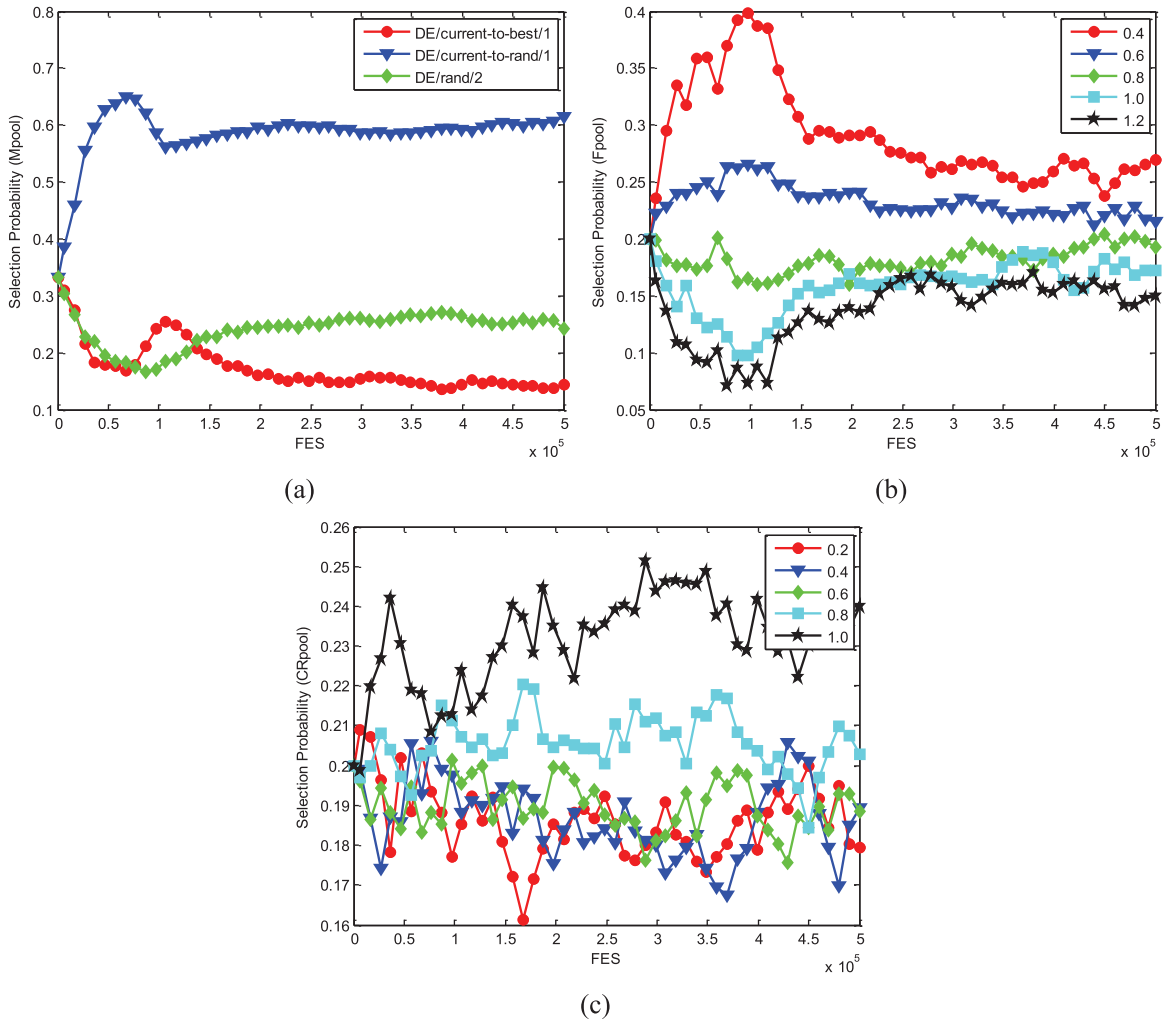 0.8
0.7
0.6
0.5
0.4
0.3
0.2
0.1
Selection Probability (Mpool)
DE/current-to-best/1
DE/current-to-rand/1
DE/rand/2
0 0.5 1 1.5 2 2.5 3 3.5 4 4.5 5
FES
x 10^5
(a)
0.4
0.35
0.3
0.25
0.2
0.15
0.1
0.05
Selection Probability (Fpool)
0.4
0.6
0.8
1.0
1.2
0 0.5 1 1.5 2 2.5 3 3.5 4 4.5 5
FES
x 10^5
(b)
0.26
0.25
0.24
0.23
0.22
0.21
0.2
0.19
0.18
0.17
0.16
Selection Probability (CRpool)
0.2
0.4
0.6
0.8
1.0
0 0.5 1 1.5 2 2.5 3 3.5 4 4.5 5
FES
x 10^5
(c)